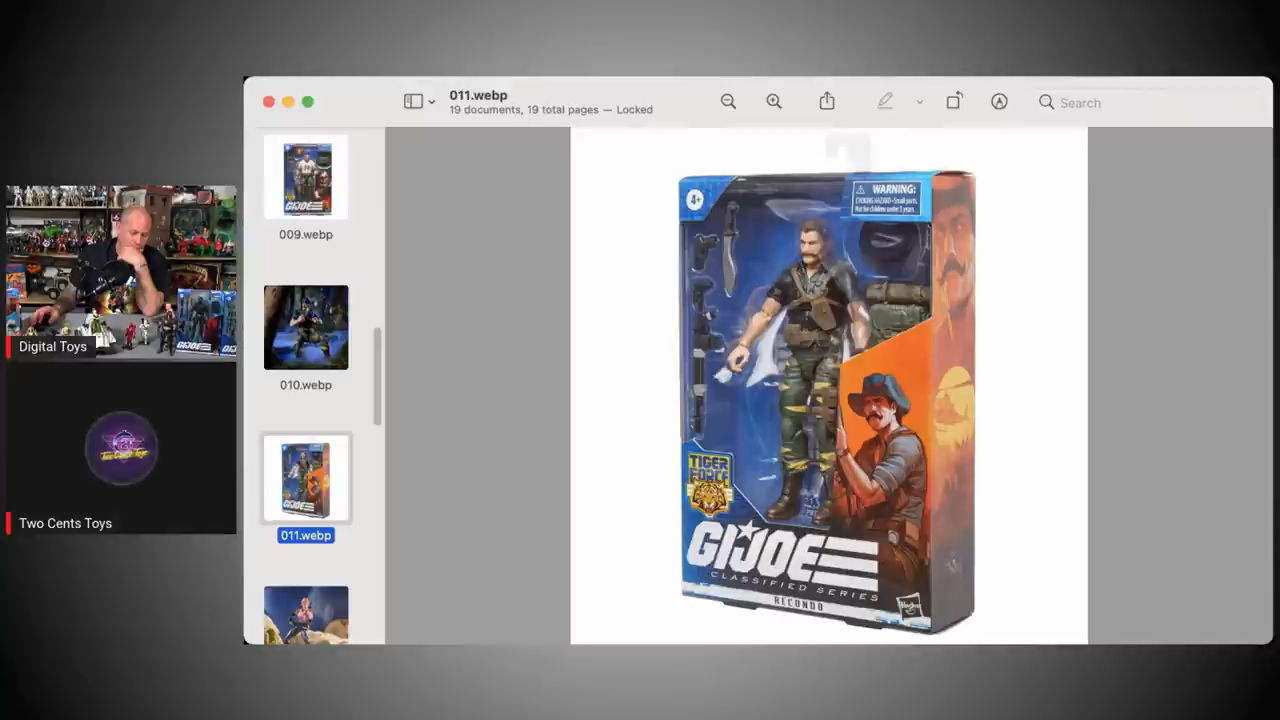 011.webp
19 documents, 19 total pages — Locked
Search
009.webp
010.webp
011.webp
Digital Toys
Two Cents Toys
4+
WARNING:
CHOKING HAZARD-Small parts.
Not for children under 3 years.
TIGER
FORCE
GIJOE
CLASSIFIED SERIES
RECONDO
Hasbro
GIJOE